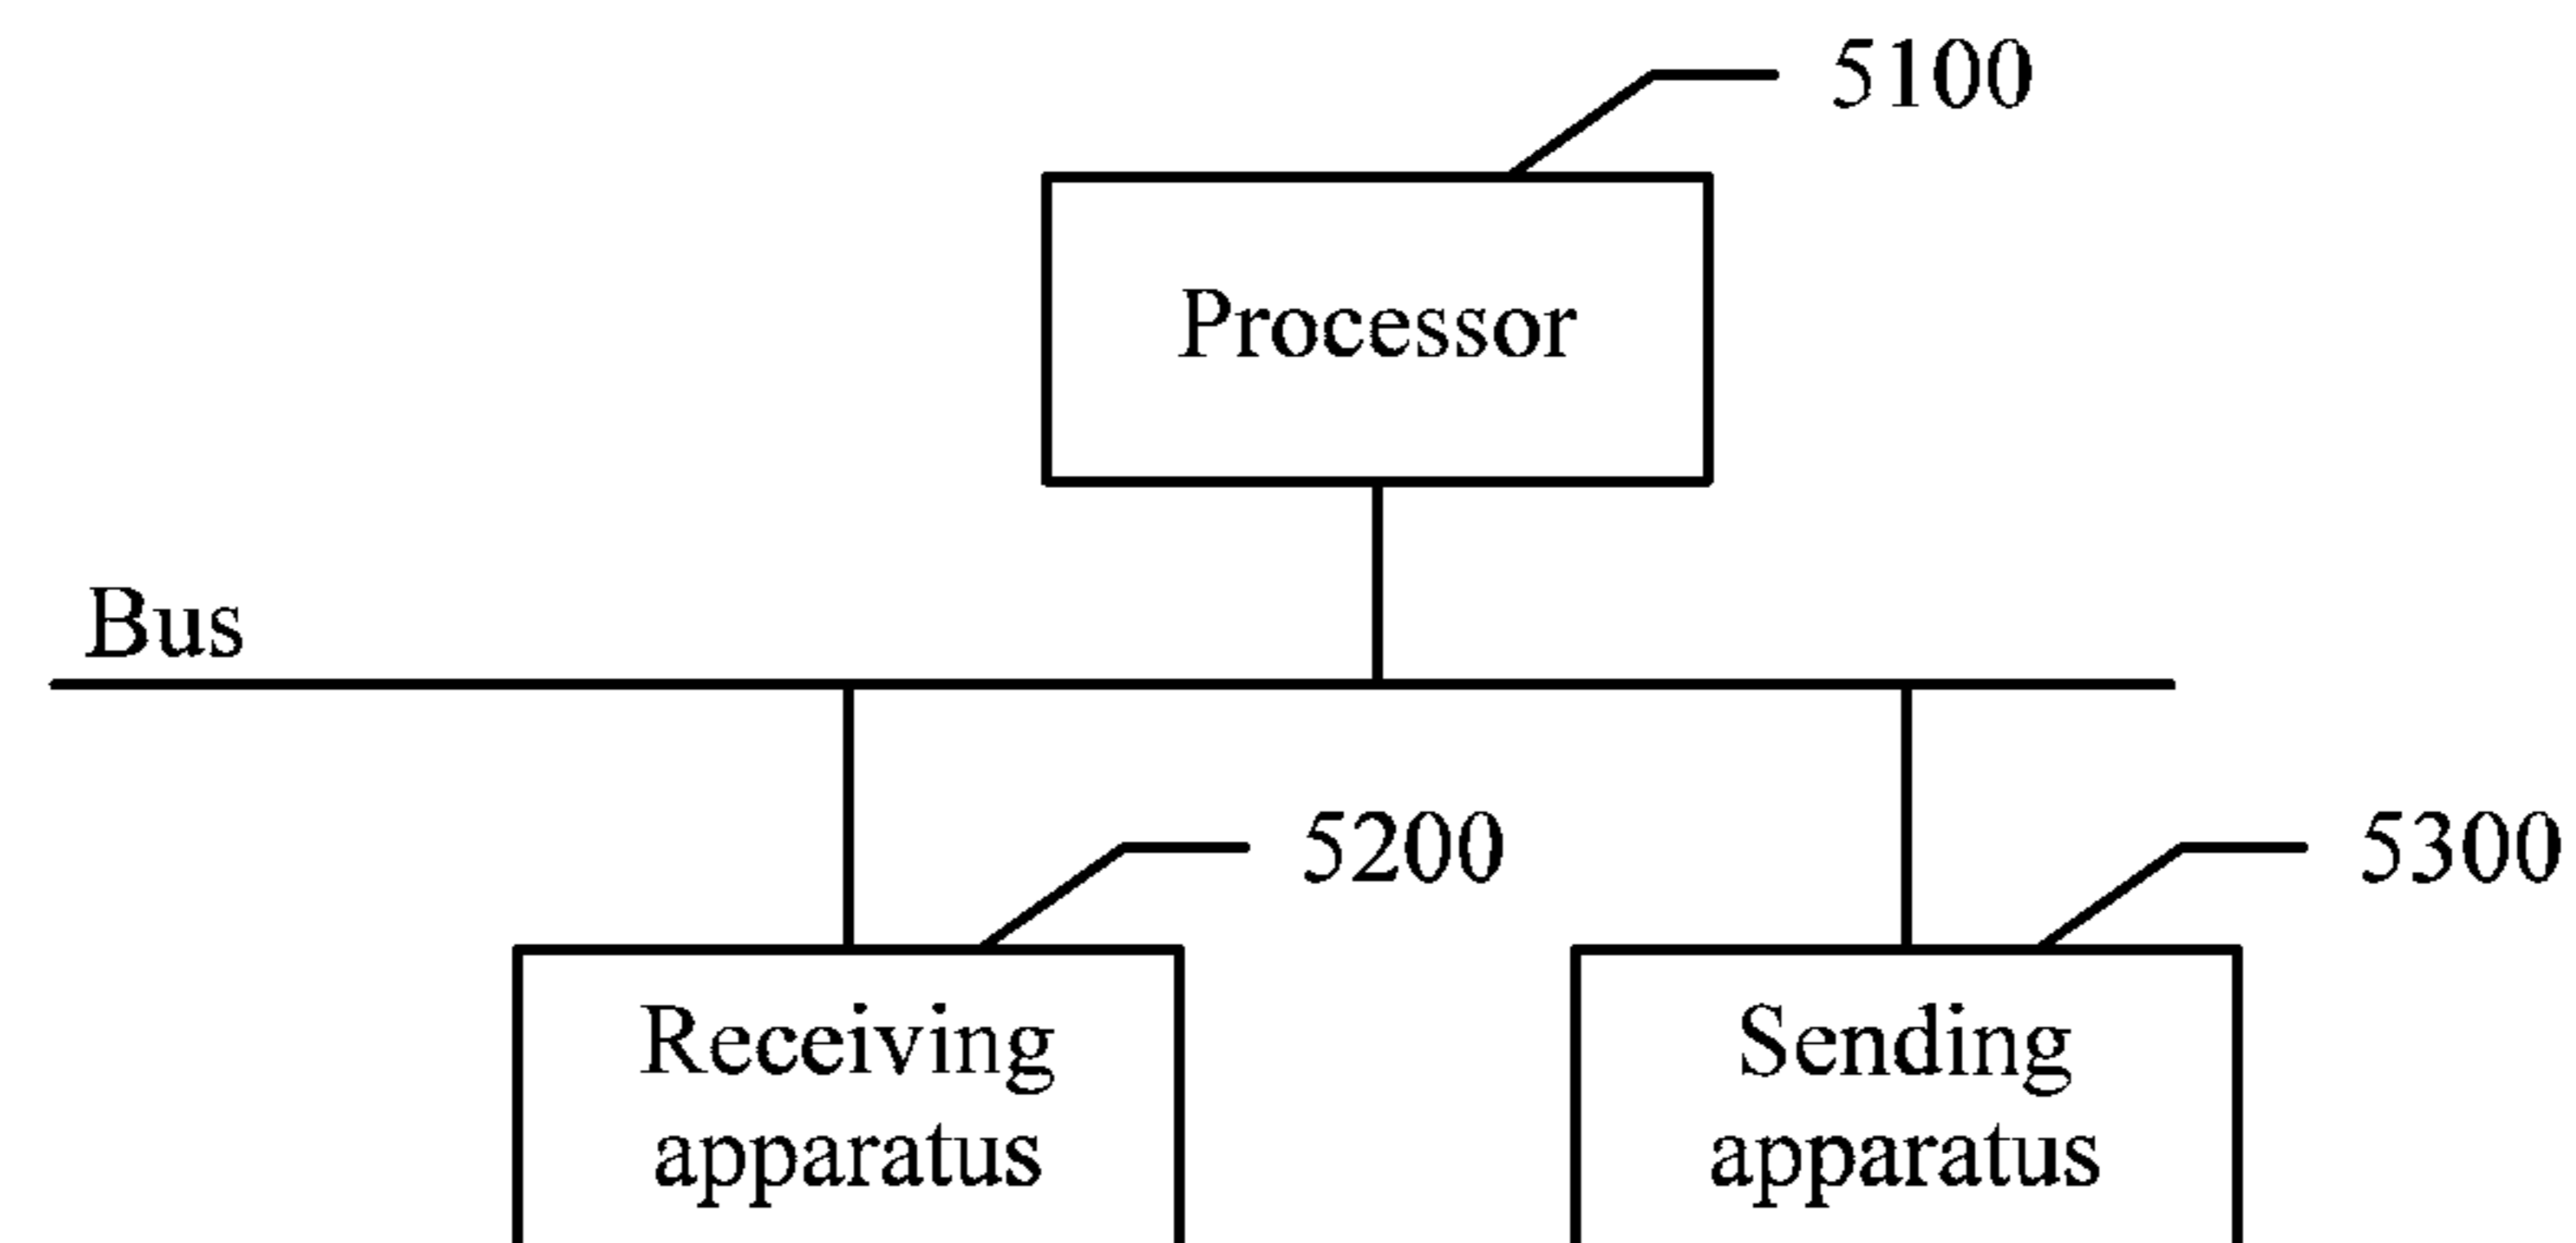 5100
Processor
Bus
5200
5300
Receiving
apparatus
Sending
apparatus